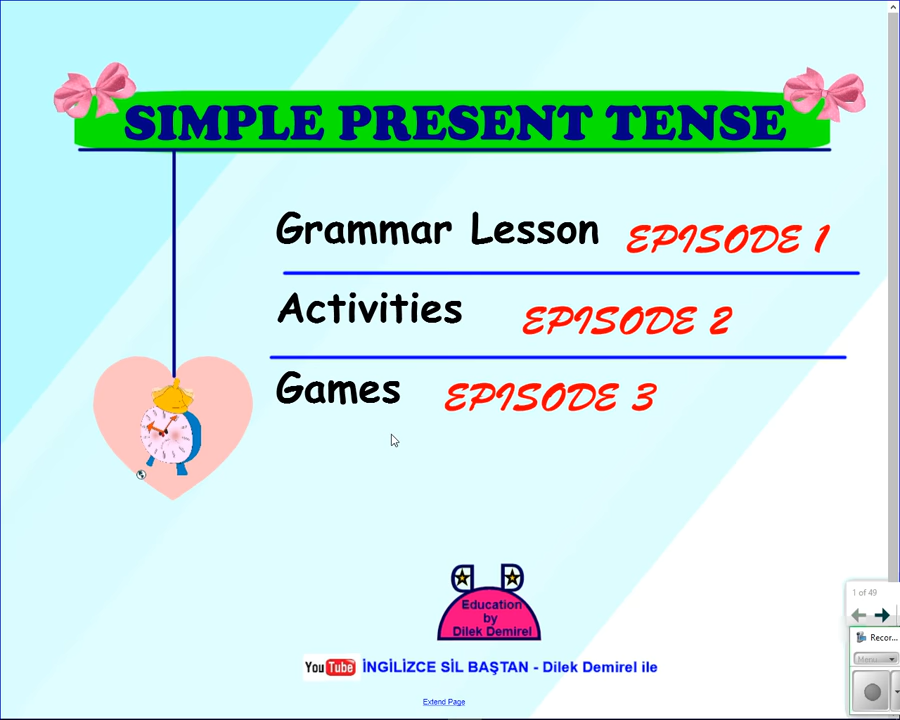 SIMPLE PRESENT TENSE
Grammar Lesson EPISODE 1
Activities EPISODE 2
Games EPISODE 3
Education
by
Dilek Demirel
YouTube İNGİLİZCE SİL BAŞTAN - Dilek Demirel ile
Extend Page
1 of 49
Recor...
Menu